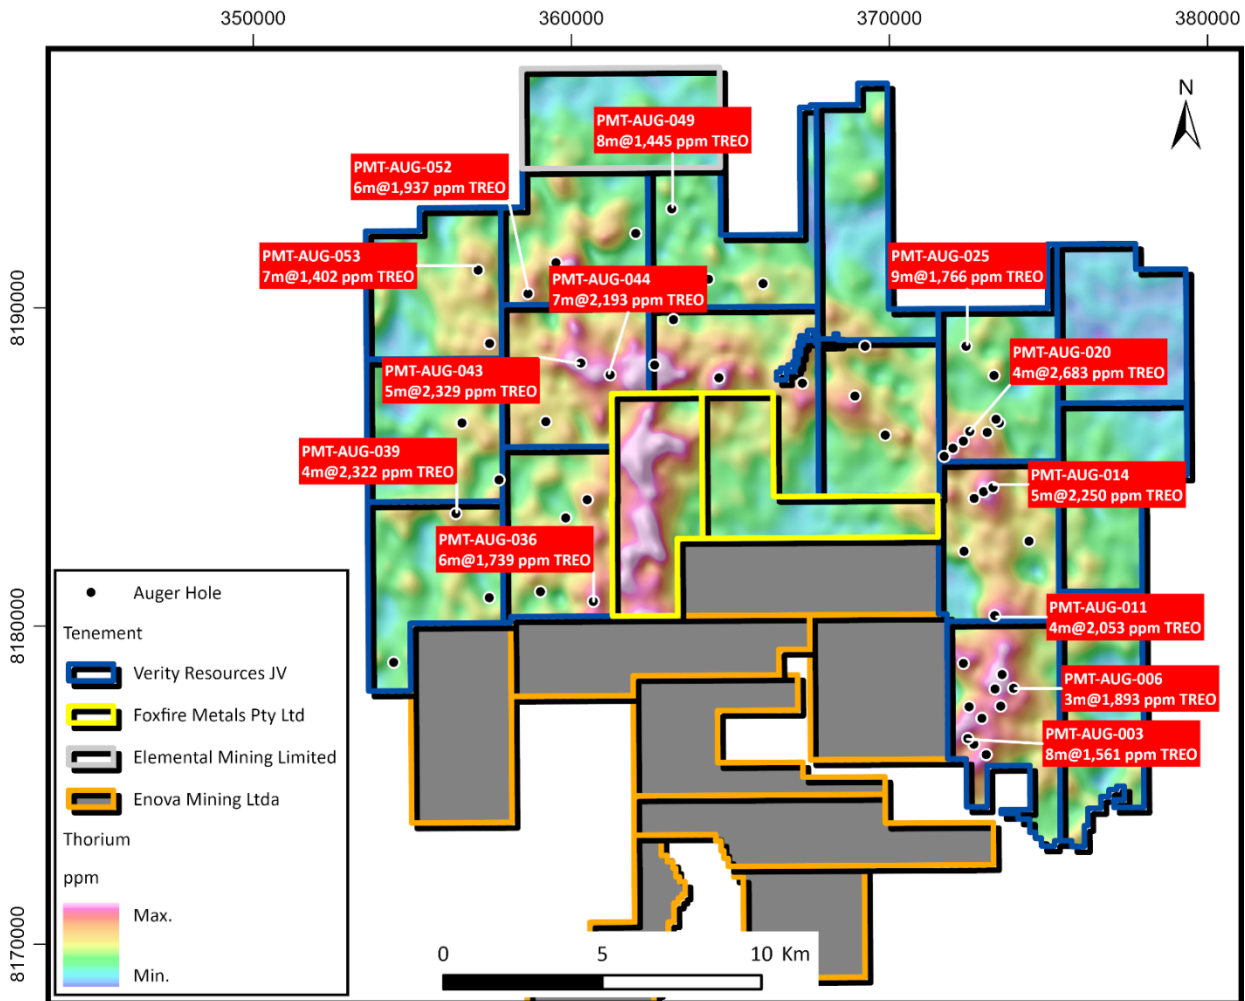 350000
360000
370000
380000
N
PMT-AUG-049
8m@1,445 ppm TREO
PMT-AUG-052
6m@1,937 ppm TREO
PMT-AUG-053
7m@1,402 ppm TREO
PMT-AUG-044
7m@2,193 ppm TREO
PMT-AUG-025
9m@1,766 ppm TREO
8190000
PMT-AUG-020
4m@2,683 ppm TREO
PMT-AUG-043
5m@2,329 ppm TREO
PMT-AUG-039
4m@2,322 ppm TREO
PMT-AUG-014
5m@2,250 ppm TREO
PMT-AUG-036
6m@1,739 ppm TREO
PMT-AUG-011
4m@2,053 ppm TREO
8180000
PMT-AUG-006
3m@1,893 ppm TREO
PMT-AUG-003
8m@1,561 ppm TREO
Auger Hole
Tenement
Verity Resources JV
Foxfire Metals Pty Ltd
Elemental Mining Limited
Enova Mining Ltda
Thorium
ppm
Max.
Min.
8170000
0
5
10 Km